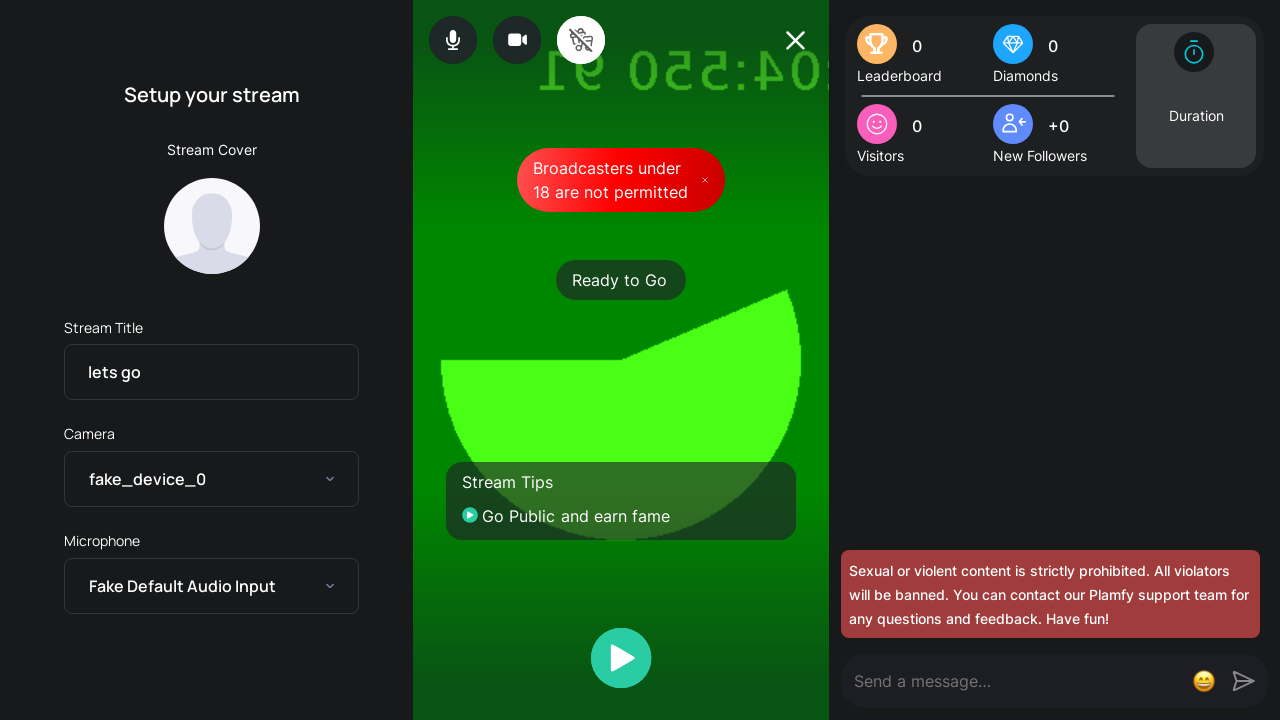 Setup your stream
Stream Cover
Stream Title
lets go
Camera
fake_device_0
Microphone
Fake Default Audio Input
:04:550 91
Broadcasters under
18 are not permitted
Ready to Go
Stream Tips
Go Public and earn fame
0
Leaderboard
0
Diamonds
0
Visitors
+0
New Followers
Duration
Sexual or violent content is strictly prohibited. All violators
will be banned. You can contact our Plamfy support team for
any questions and feedback. Have fun!
Send a message...